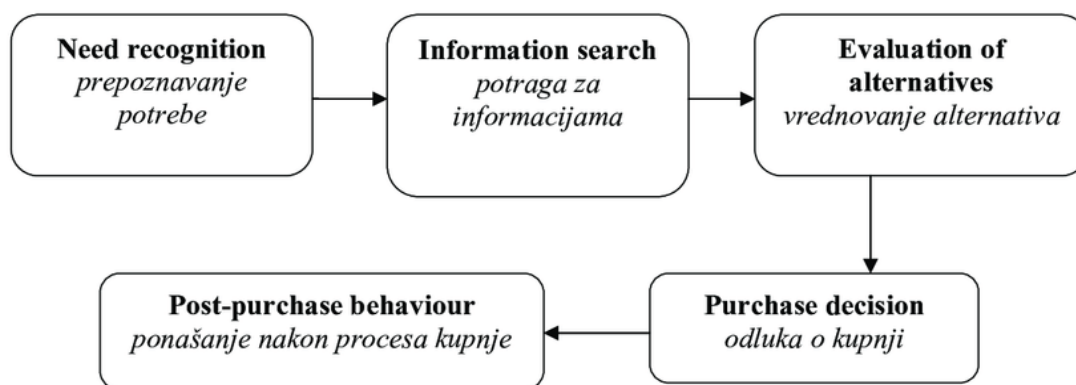 Need recognition
prepoznavanje
potrebe
Information search
potraga za
informacijama
Evaluation of
alternatives
vrednovanje alternativa
Post-purchase behaviour
ponašanje nakon procesa kupnje
Purchase decision
odluka o kupnji